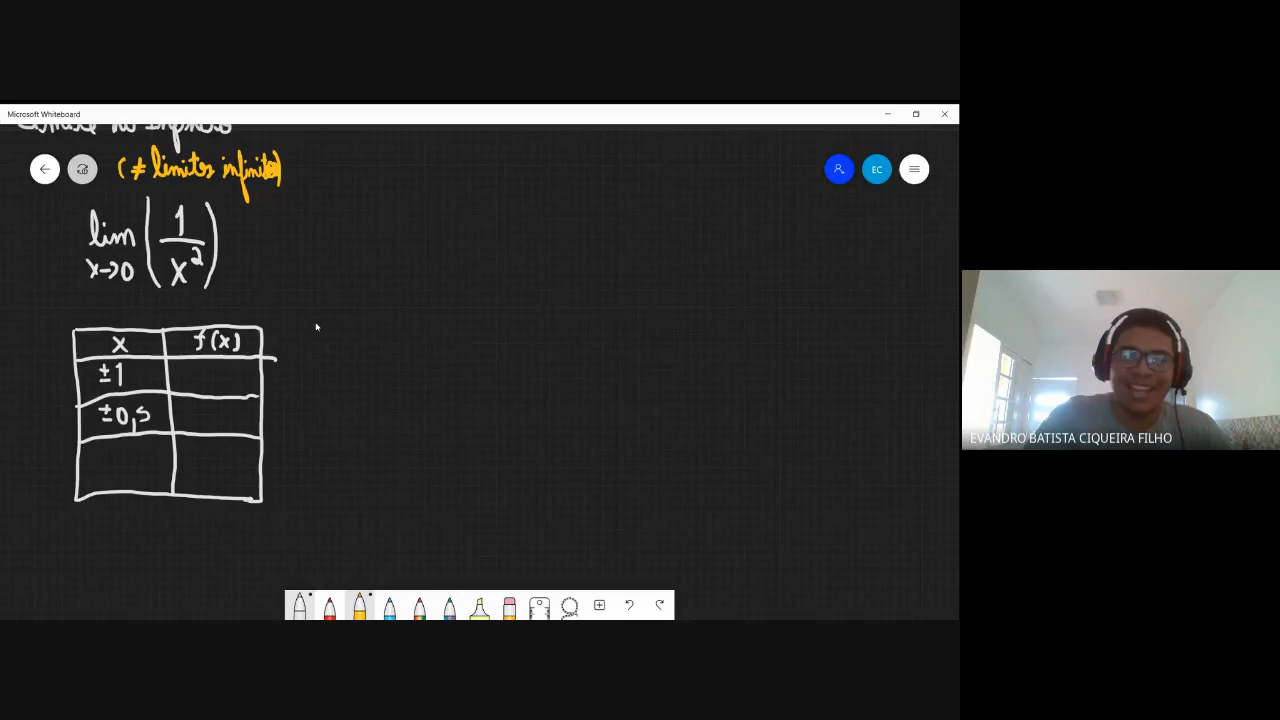 Microsoft Whiteboard
(≠ limites infinitos)
EC
lim x→0 (1/x²)
x f(x)
±1
±0,5
EVANDRO BATISTA CIQUEIRA FILHO